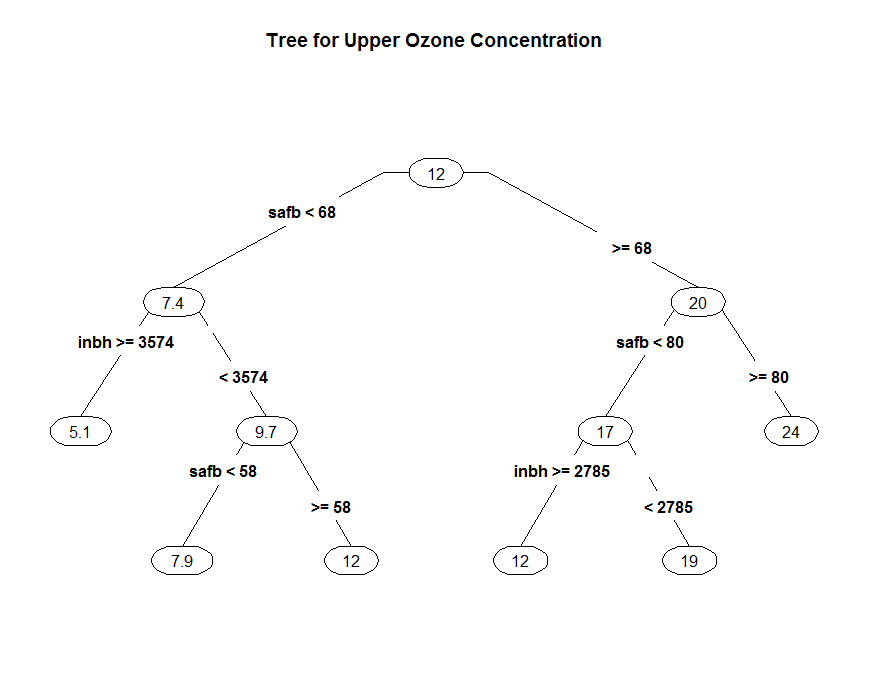 Tree for Upper Ozone Concentration
12
safb < 68
>= 68
7.4
20
inbh >= 3574
safb < 80
< 3574
>= 80
5.1
9.7
17
24
safb < 58
inbh >= 2785
>= 58
< 2785
7.9
12
12
19